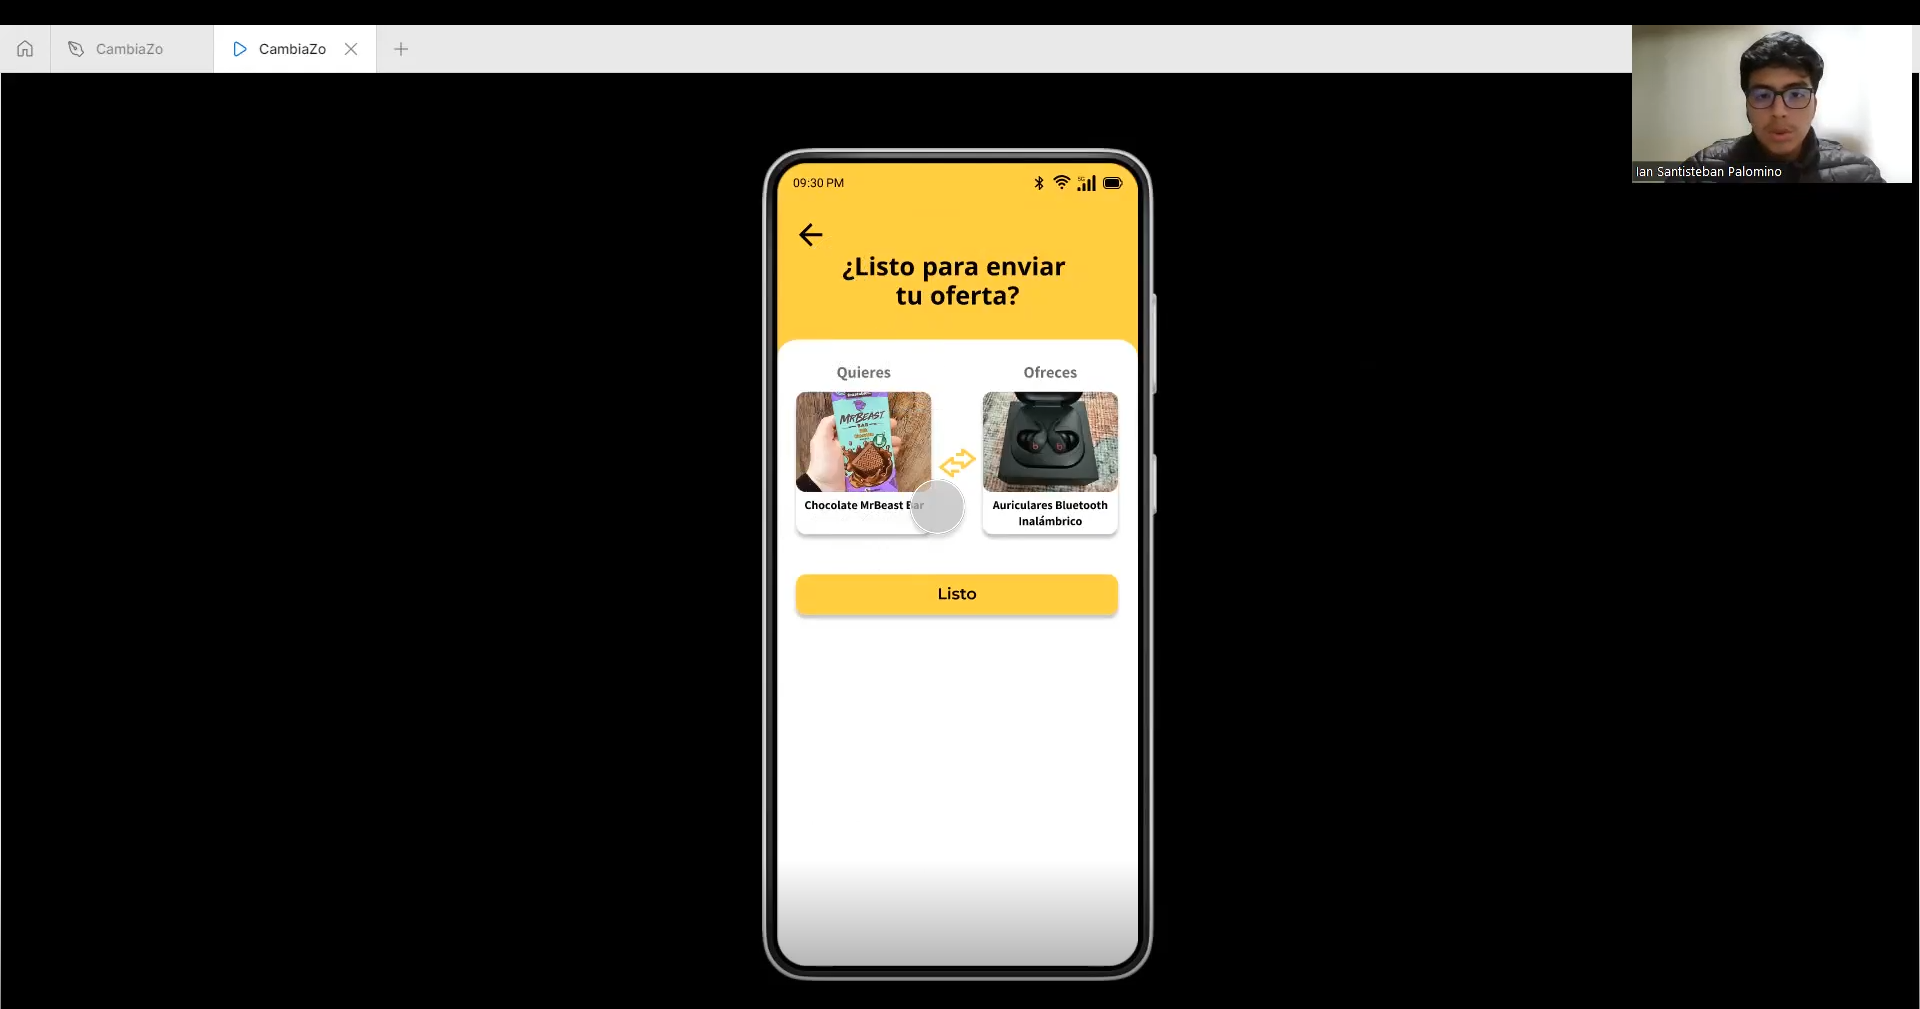 CambiaZo
CambiaZo
Ian Santisteban Palomino
09:30 PM
5G
¿Listo para enviar
tu oferta?
Quieres
Ofreces
MRBEAST
BAR
Chocolate MrBeast Bar
Auriculares Bluetooth
Inalámbrico
Listo